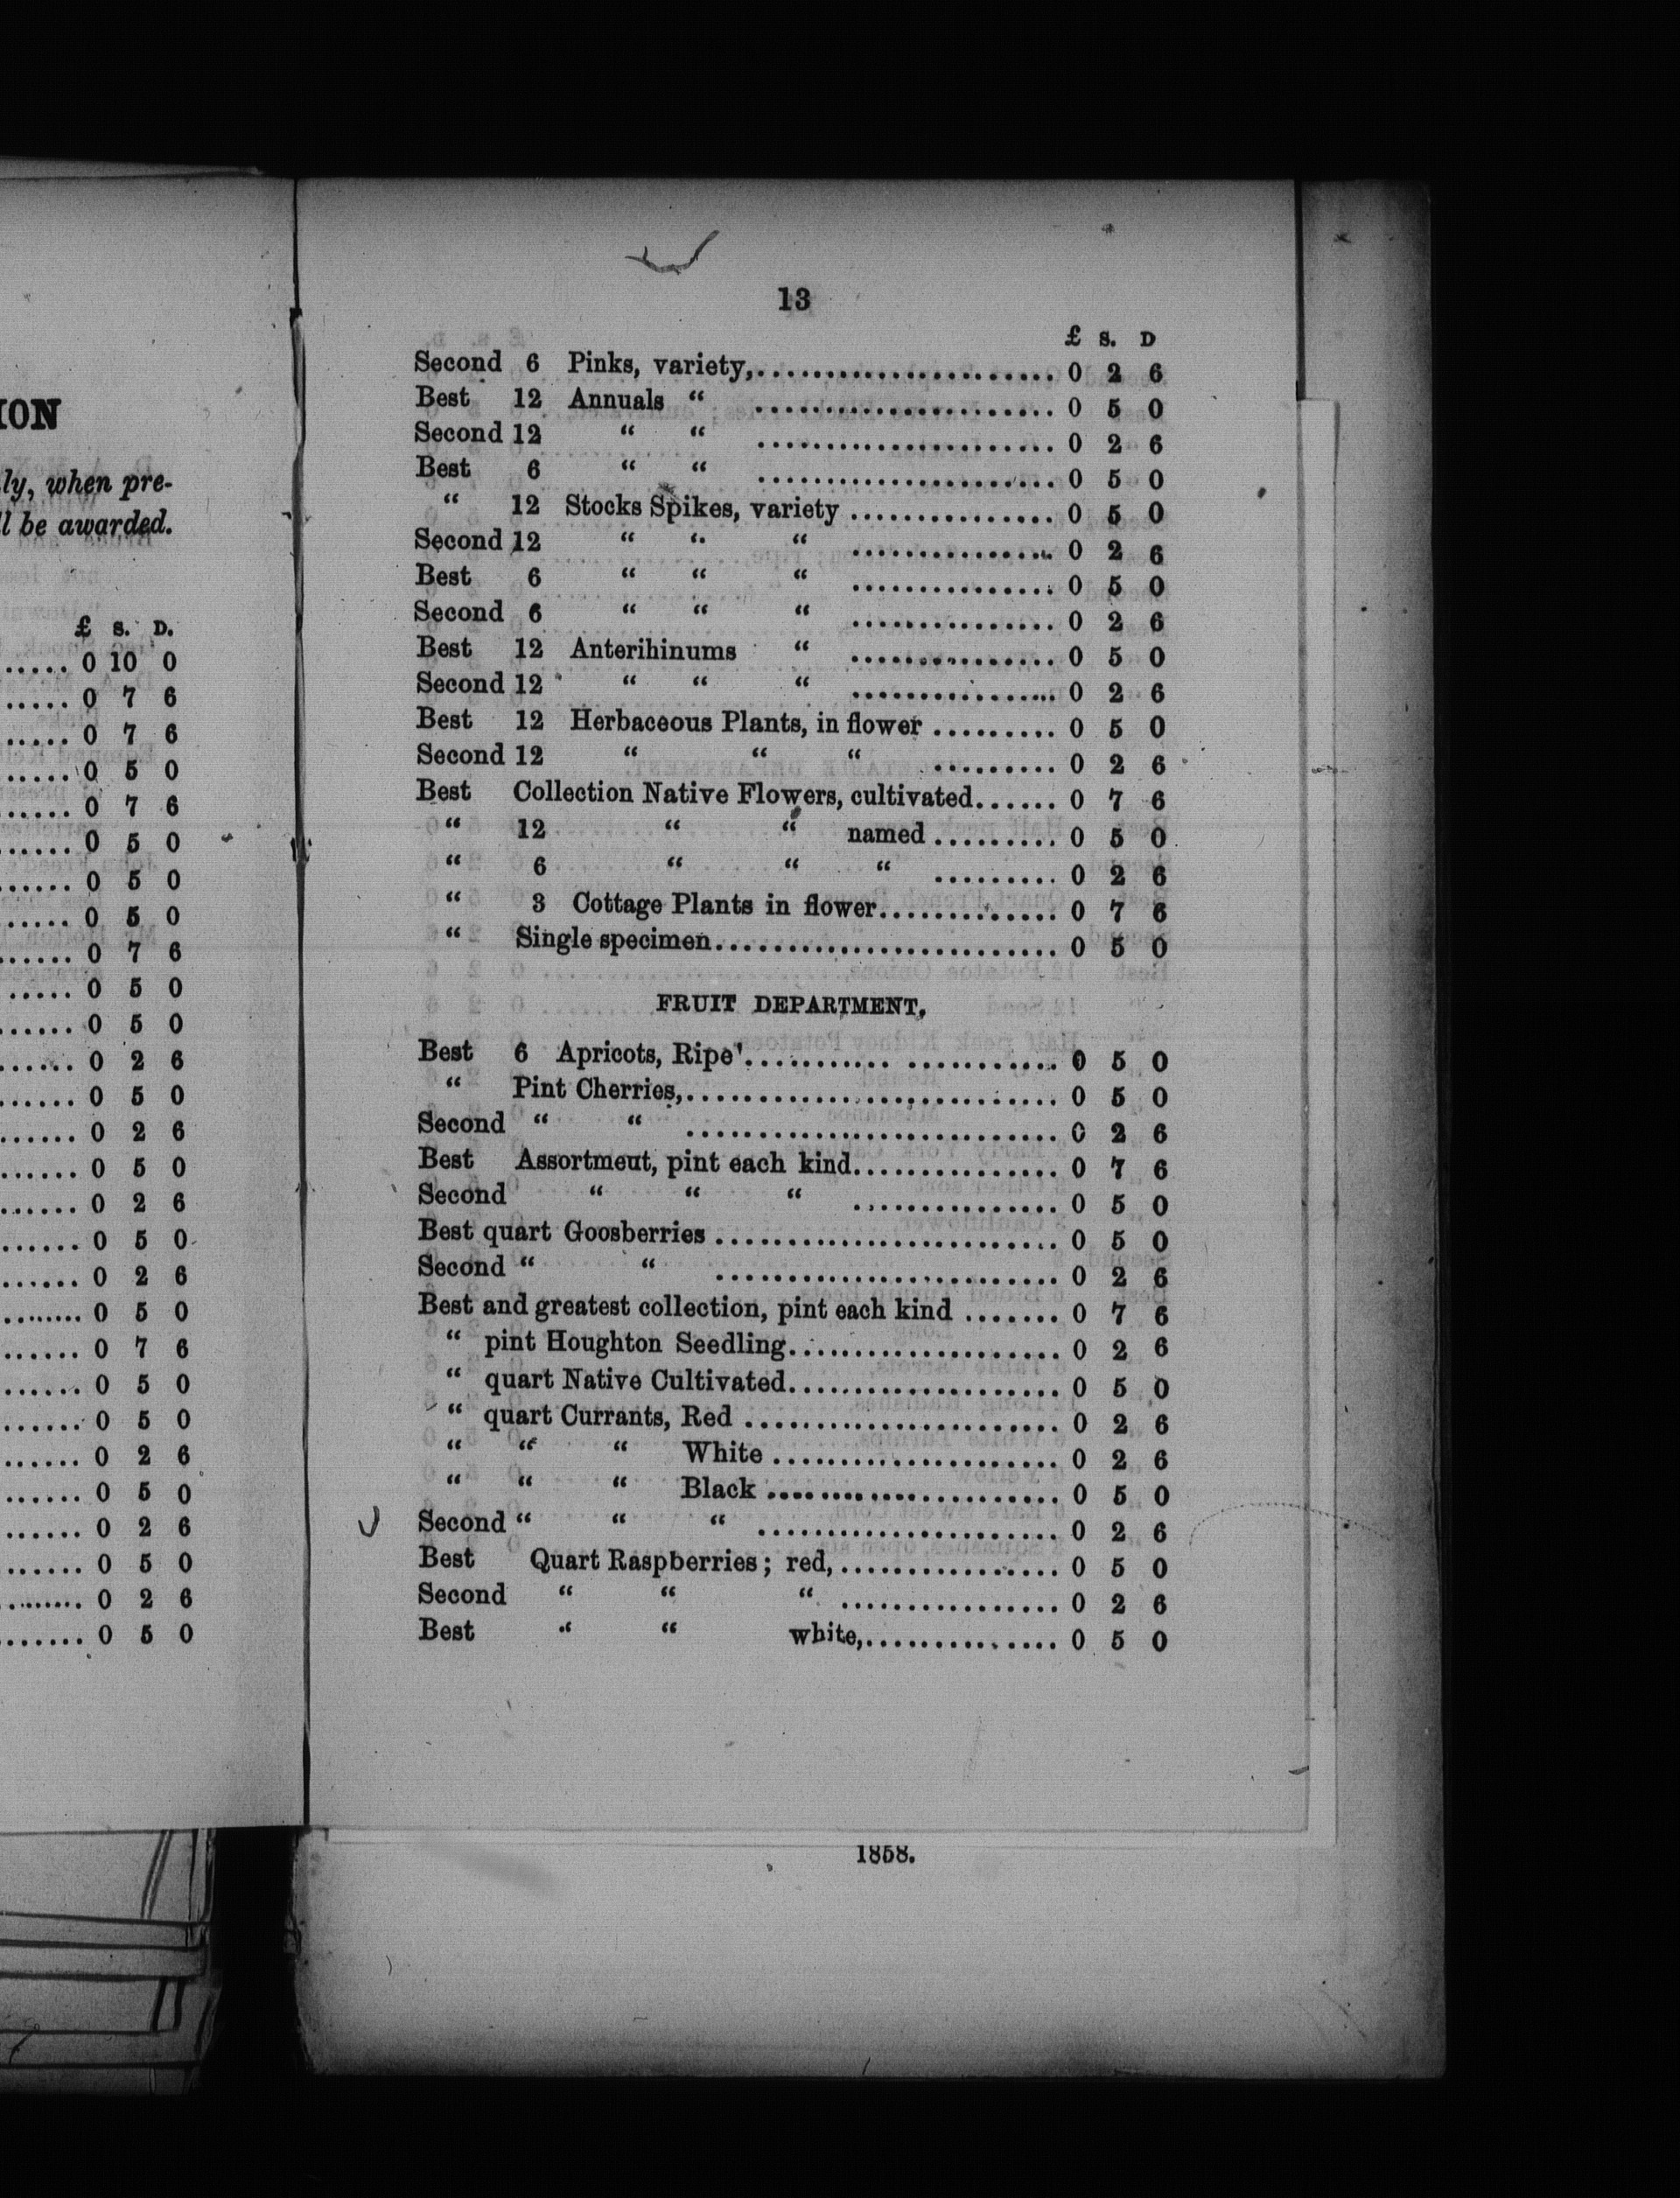 ION
ly, when pre-
ll be awarded.
£ s. D.
..... 0 10 0
..... 0 7 6
..... 0 7 6
...... 0 5 0
...... 0 7 6
...... 0 5 0
...... 0 5 0
...... 0 5 0
...... 0 7 6
..... 0 5 0
...... 0 5 0
...... 0 2 6
...... 0 5 0
...... 0 2 6
...... 0 5 0
...... 0 2 6
...... 0 5 0
...... 0 2 6
........ 0 5 0
...... 0 7 6
...... 0 5 0
...... 0 5 0
...... 0 2 6
...... 0 5 0
...... 0 2 6
...... 0 5 0
........ 0 2 6
....... 0 5 0
13
£ s. D
Second 6 Pinks, variety,..................... 0 2 6
Best 12 Annuals “ ..................... 0 5 0
Second 12 “ “ ..................... 0 2 6
Best 6 “ “ ..................... 0 5 0
“ 12 Stocks Spikes, variety ............... 0 5 0
Second 12 “ “ “ ............... 0 2 6
Best 6 “ “ “ ............... 0 5 0
Second 6 “ “ “ ............... 0 2 6
Best 12 Anterihinums “ ............... 0 5 0
Second 12 “ “ “ ................ 0 2 6
Best 12 Herbaceous Plants, in flower ......... 0 5 0
Second 12 “ “ “ ......... 0 2 6
Best Collection Native Flowers, cultivated...... 0 7 6
“ 12 “ “ named ......... 0 5 0
“ 6 “ “ “ ......... 0 2 6
“ 3 Cottage Plants in flower............. 0 7 6
“ Single specimen........................ 0 5 0
FRUIT DEPARTMENT,
Best 6 Apricots, Ripe'.......... ........... 0 5 0
“ Pint Cherries,.......................... 0 5 0
Second “ “ .......................... 0 2 6
Best Assortment, pint each kind............... 0 7 6
Second “ “ “ ............... 0 5 0
Best quart Goosberries ........................ 0 5 0
Second “ “ ........................ 0 2 6
Best and greatest collection, pint each kind ....... 0 7 6
“ pint Houghton Seedling................... 0 2 6
“ quart Native Cultivated................... 0 5 0
“ quart Currants, Red ...................... 0 2 6
“ “ “ White .................... 0 2 6
“ “ “ Black ..................... 0 5 0
Second “ “ “ ..................... 0 2 6
Best Quart Raspberries; red,................ 0 5 0
Second “ “ “ ................ 0 2 6
Best “ “ white,.............. 0 5 0
1858.